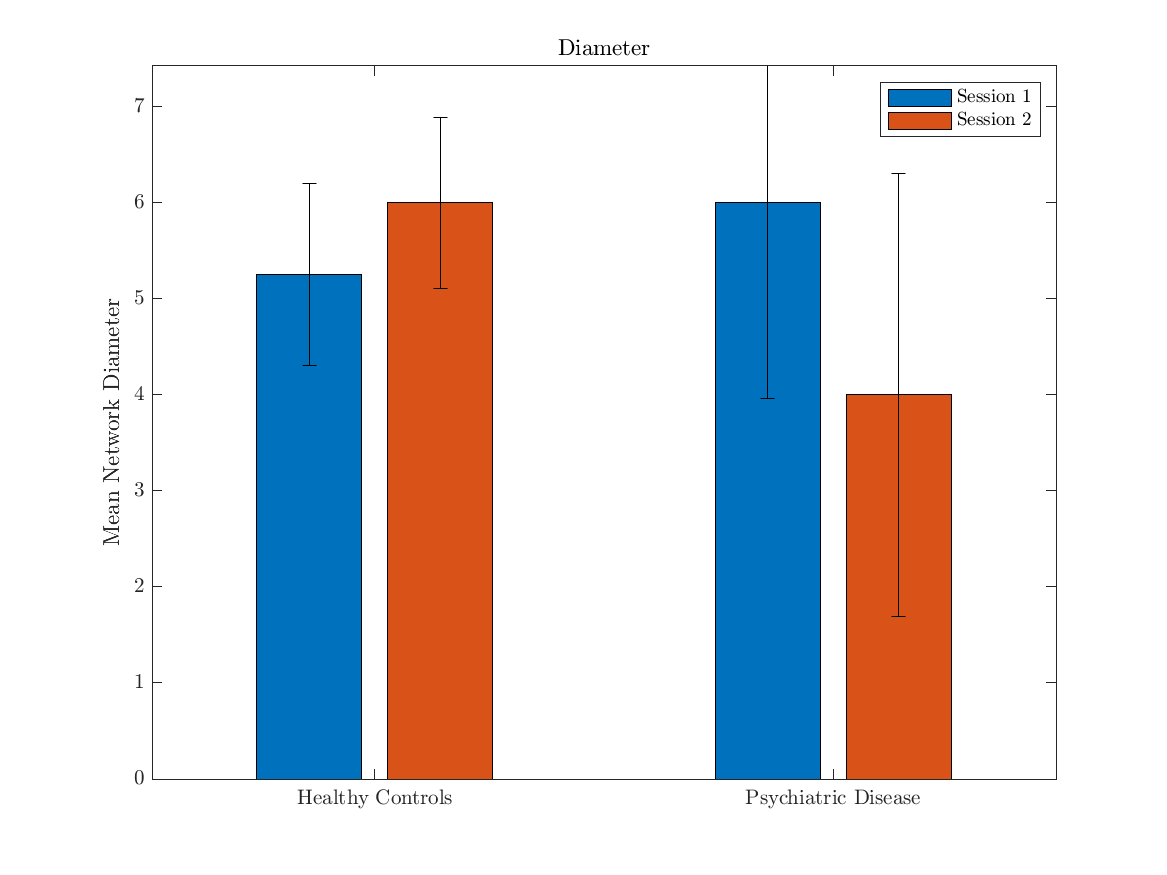 Diameter
Session 1
Session 2
Mean Network Diameter
7
6
5
4
3
2
1
0
Healthy Controls
Psychiatric Disease